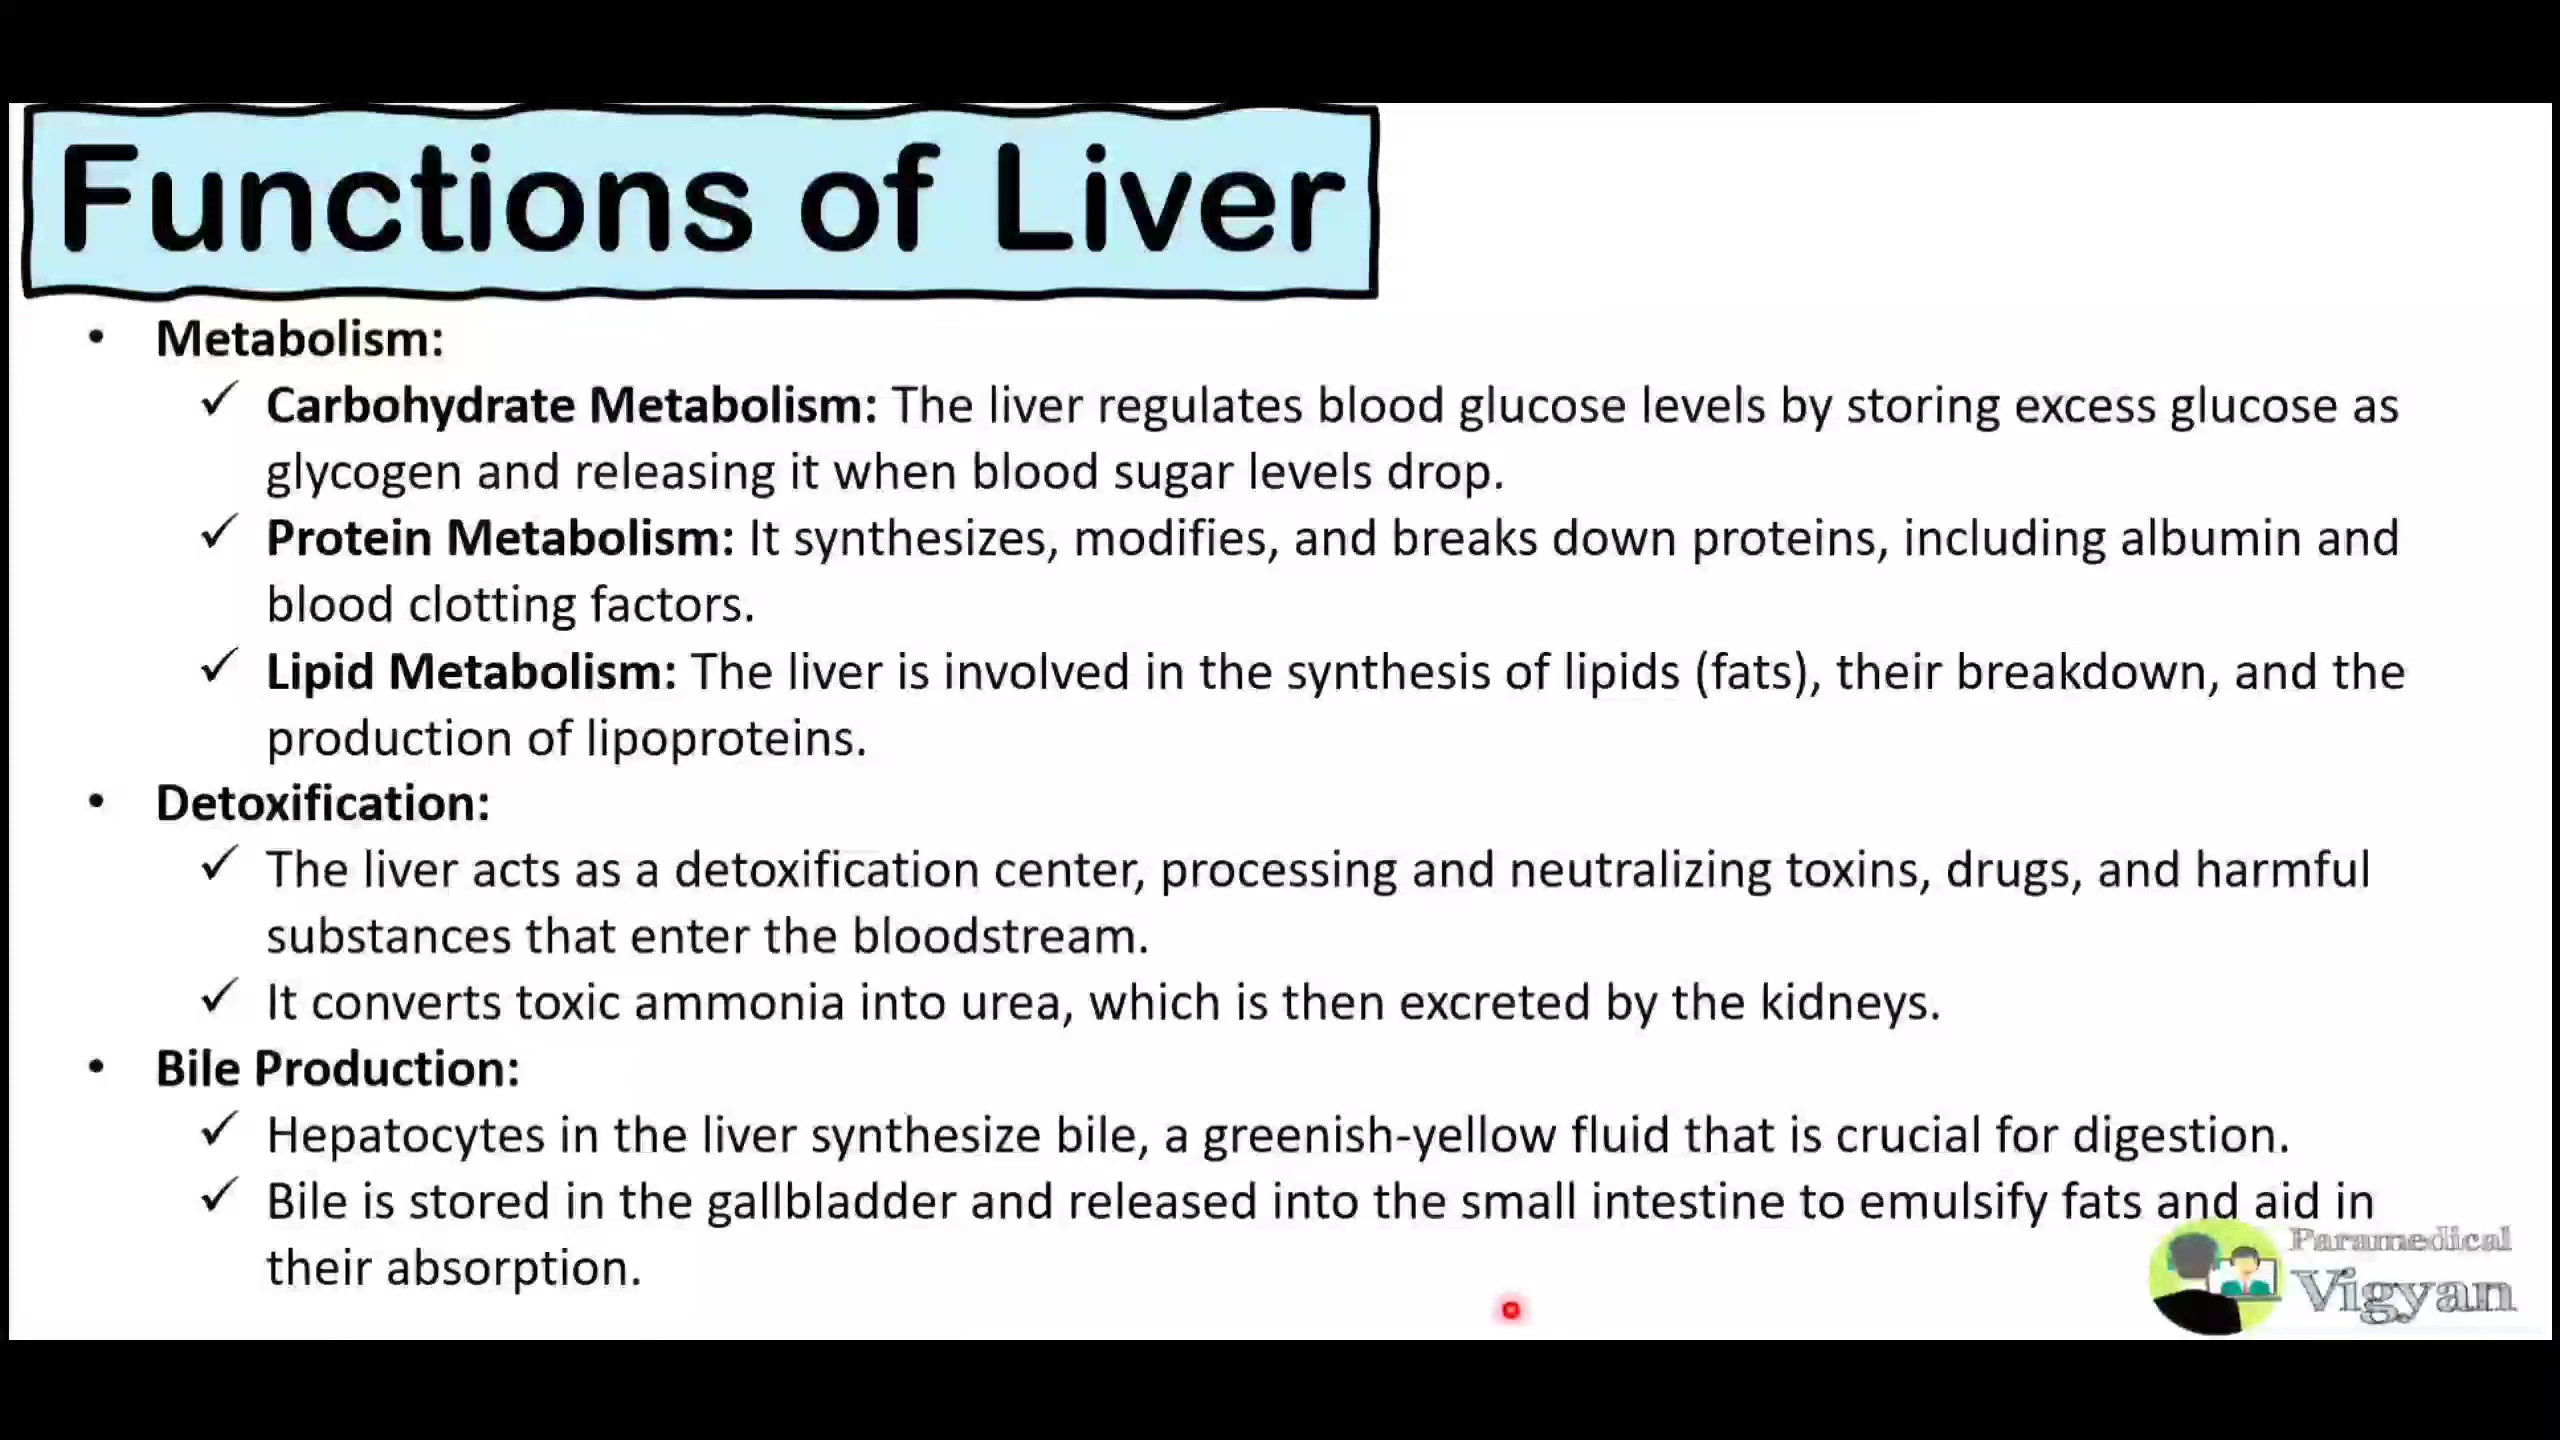 Functions of Liver
• Metabolism:
✓ Carbohydrate Metabolism: The liver regulates blood glucose levels by storing excess glucose as
glycogen and releasing it when blood sugar levels drop.
✓ Protein Metabolism: It synthesizes, modifies, and breaks down proteins, including albumin and
blood clotting factors.
✓ Lipid Metabolism: The liver is involved in the synthesis of lipids (fats), their breakdown, and the
production of lipoproteins.
• Detoxification:
✓ The liver acts as a detoxification center, processing and neutralizing toxins, drugs, and harmful
substances that enter the bloodstream.
✓ It converts toxic ammonia into urea, which is then excreted by the kidneys.
• Bile Production:
✓ Hepatocytes in the liver synthesize bile, a greenish-yellow fluid that is crucial for digestion.
✓ Bile is stored in the gallbladder and released into the small intestine to emulsify fats and aid in
their absorption.
Paramedical
Vigyan